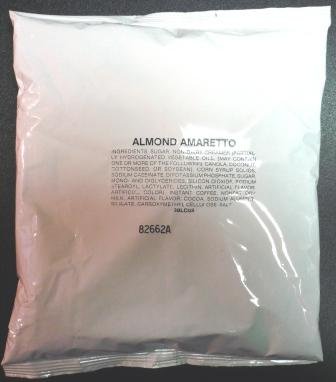 ALMOND AMARETTO
INGREDIENTS: SUGAR, NON-DAIRY CREAMER (PARTIAL-
LY HYDROGENATED VEGETABLE OILS, (MAY CONTAIN
ONE OR MORE OF THE FOLLOWING: CANOLA, COCONUT,
COTTONSEED, OR SOYBEAN), CORN SYRUP SOLIDS,
SODIUM CASEINATE, DIPOTASSIUM PHOSPHATE, SUGAR,
MONO- AND DIGLYCERIDES, SILICON DIOXIDE, SODIUM
STEAROYL LACTYLATE, LECITHIN, ARTIFICIAL FLAVOR,
ARTIFICIAL COLOR), INSTANT COFFEE, NONFAT DRY
MILK, ARTIFICIAL FLAVOR, COCOA, SODIUM
CARBOXYMETHYL CELLULOSE, SALT
82662A